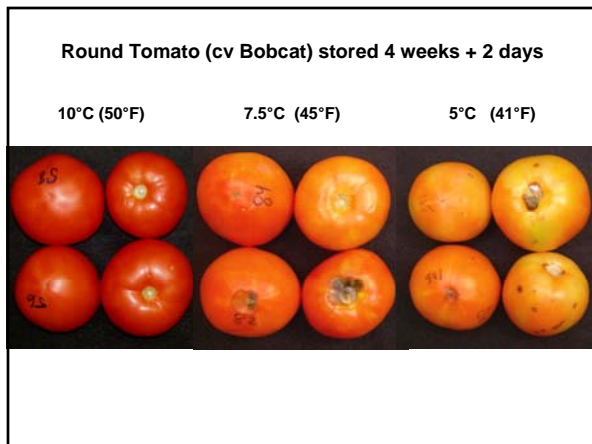 Round Tomato (cv Bobcat) stored 4 weeks + 2 days
10°C (50°F) 7.5°C (45°F) 5°C (41°F)